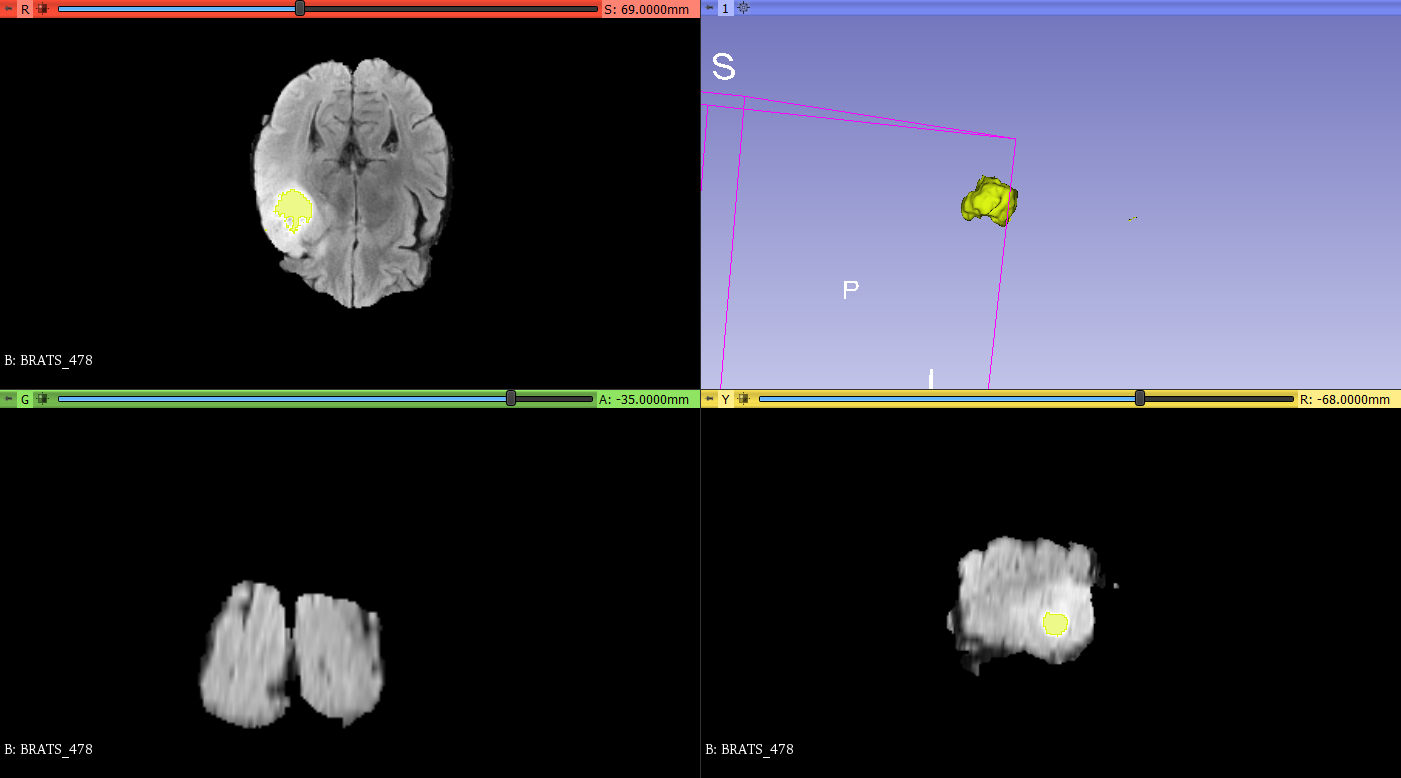 R S: 69.0000mm
1
S
P
I
B: BRATS_478
G A: -35.0000mm
Y R: -68.0000mm
B: BRATS_478
B: BRATS_478